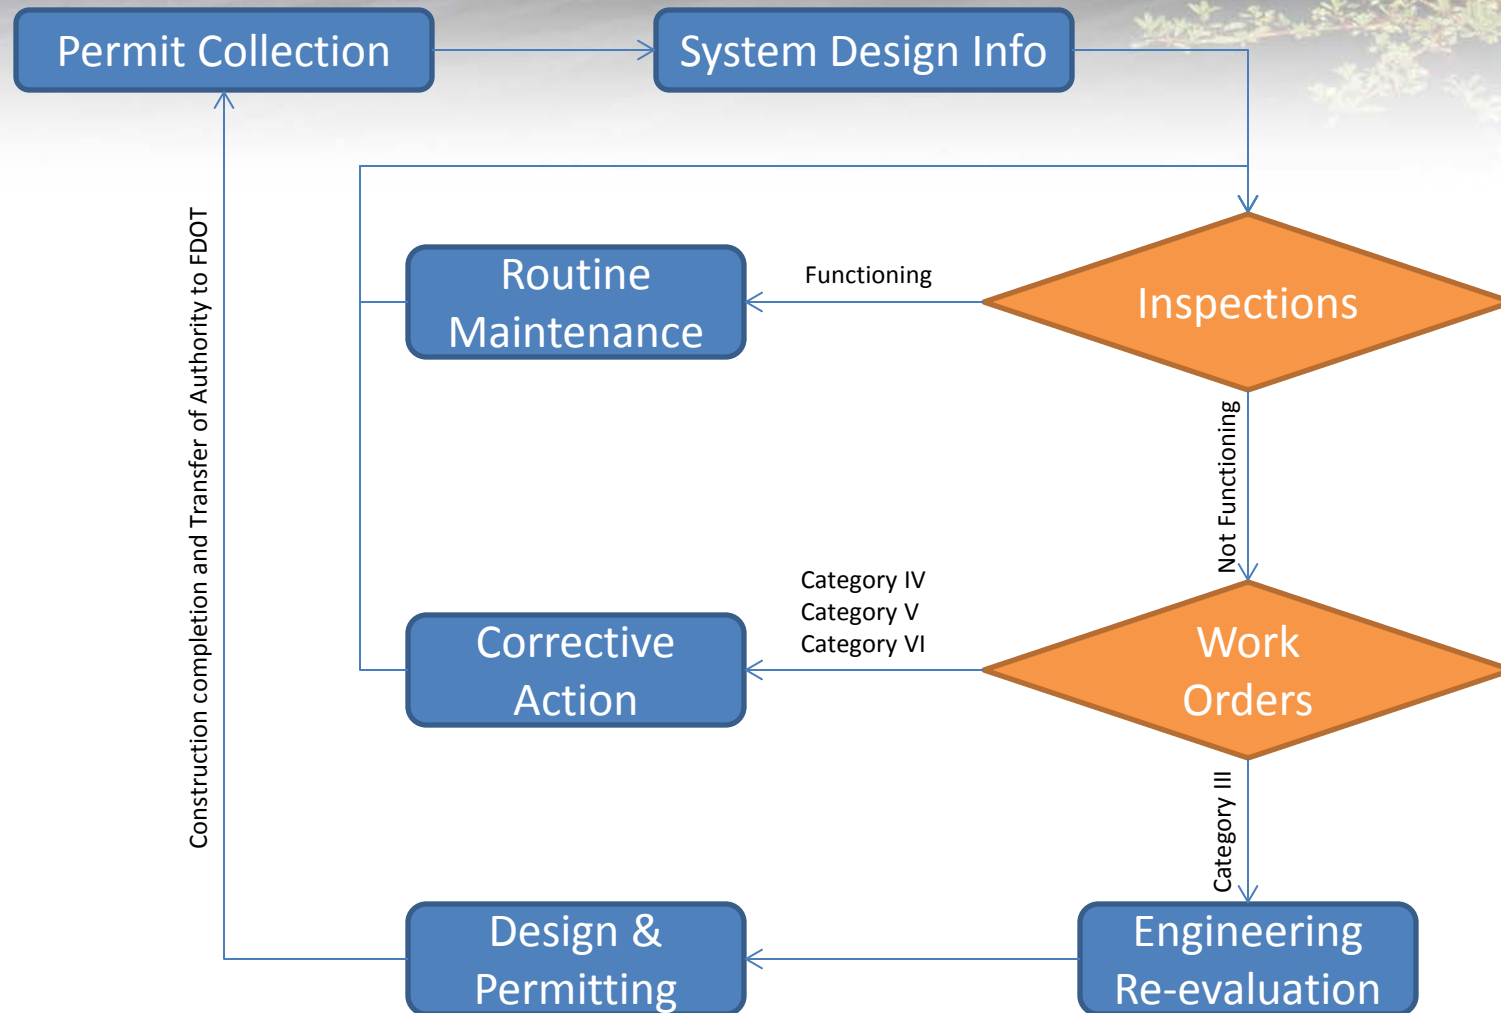 Permit Collection
System Design Info
Construction completion and Transfer of Authority to FDOT
Routine
Maintenance
Functioning
Inspections
Not Functioning
Corrective
Action
Category IV
Category V
Category VI
Work
Orders
Category III
Design &
Permitting
Engineering
Re-evaluation